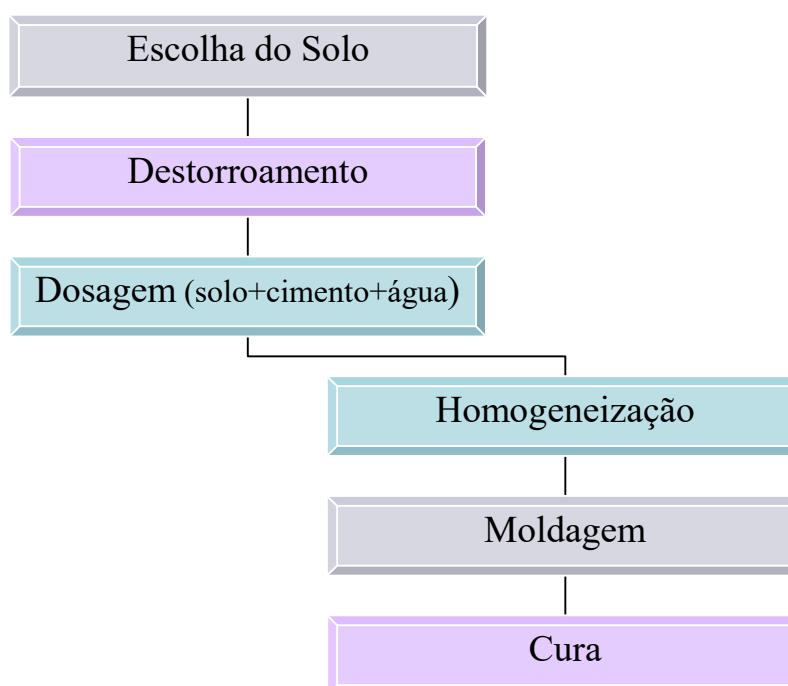 Escolha do Solo
Destorroamento
Dosagem (solo+cimento+água)
Homogeneização
Moldagem
Cura